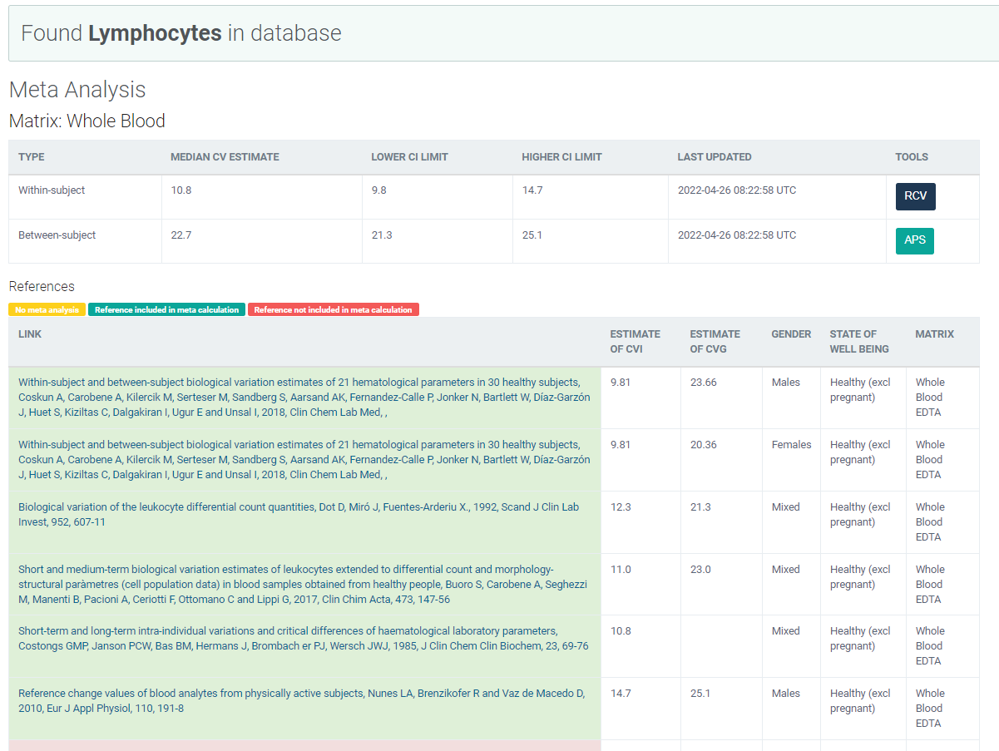 Found Lymphocytes in database
Meta Analysis
Matrix: Whole Blood
TYPE MEDIAN CV ESTIMATE LOWER CI LIMIT HIGHER CI LIMIT LAST UPDATED TOOLS
Within-subject 10.8 9.8 14.7 2022-04-26 08:22:58 UTC RCV
Between-subject 22.7 21.3 25.1 2022-04-26 08:22:58 UTC APS
References
No meta analysis Reference included in meta calculation Reference not included in meta calculation
LINK ESTIMATE ESTIMATE GENDER STATE OF MATRIX
OF CVI OF CVG WELL BEING
Within-subject and between-subject biological variation estimates of 21 hematological parameters in 30 healthy subjects, 9.81 23.66 Males Healthy (excl Whole
Coskun A, Carobene A, Kilercik M, Serteser M, Sandberg S, Aarsand AK, Fernandez-Calle P, Jonker N, Bartlett W, Díaz-Garzón pregnant) Blood
J, Huet S, Kiziltas C, Dalgakiran I, Ugur E and Unsal I, 2018, Clin Chem Lab Med, , EDTA
Within-subject and between-subject biological variation estimates of 21 hematological parameters in 30 healthy subjects, 9.81 20.36 Females Healthy (excl Whole
Coskun A, Carobene A, Kilercik M, Serteser M, Sandberg S, Aarsand AK, Fernandez-Calle P, Jonker N, Bartlett W, Díaz-Garzón pregnant) Blood
J, Huet S, Kiziltas C, Dalgakiran I, Ugur E and Unsal I, 2018, Clin Chem Lab Med, , EDTA
Biological variation of the leukocyte differential count quantities, Dot D, Miró J, Fuentes-Arderiu X., 1992, Scand J Clin Lab 12.3 21.3 Mixed Healthy (excl Whole
Invest, 952, 607-11 pregnant) Blood
EDTA
Short and medium-term biological variation estimates of leukocytes extended to differential count and morphology- 11.0 23.0 Mixed Healthy (excl Whole
structural paràmetres (cell population data) in blood samples obtained from healthy people, Buoro S, Carobene A, Seghezzi pregnant) Blood
M, Manenti B, Pacioni A, Ceriotti F, Ottomano C and Lippi G, 2017, Clin Chim Acta, 473, 147-56 EDTA
Short-term and long-term intra-individual variations and critical differences of haematological laboratory parameters, 10.8 Mixed Healthy (excl Whole
Costongs GMP, Janson PCW, Bas BM, Hermans J, Brombach er PJ, Wersch JWJ, 1985, J Clin Chem Clin Biochem, 23, 69-76 pregnant) Blood
EDTA
Reference change values of blood analytes from physically active subjects, Nunes LA, Brenzikofer R and Vaz de Macedo D, 14.7 25.1 Males Healthy (excl Whole
2010, Eur J Appl Physiol, 110, 191-8 pregnant) Blood
EDTA